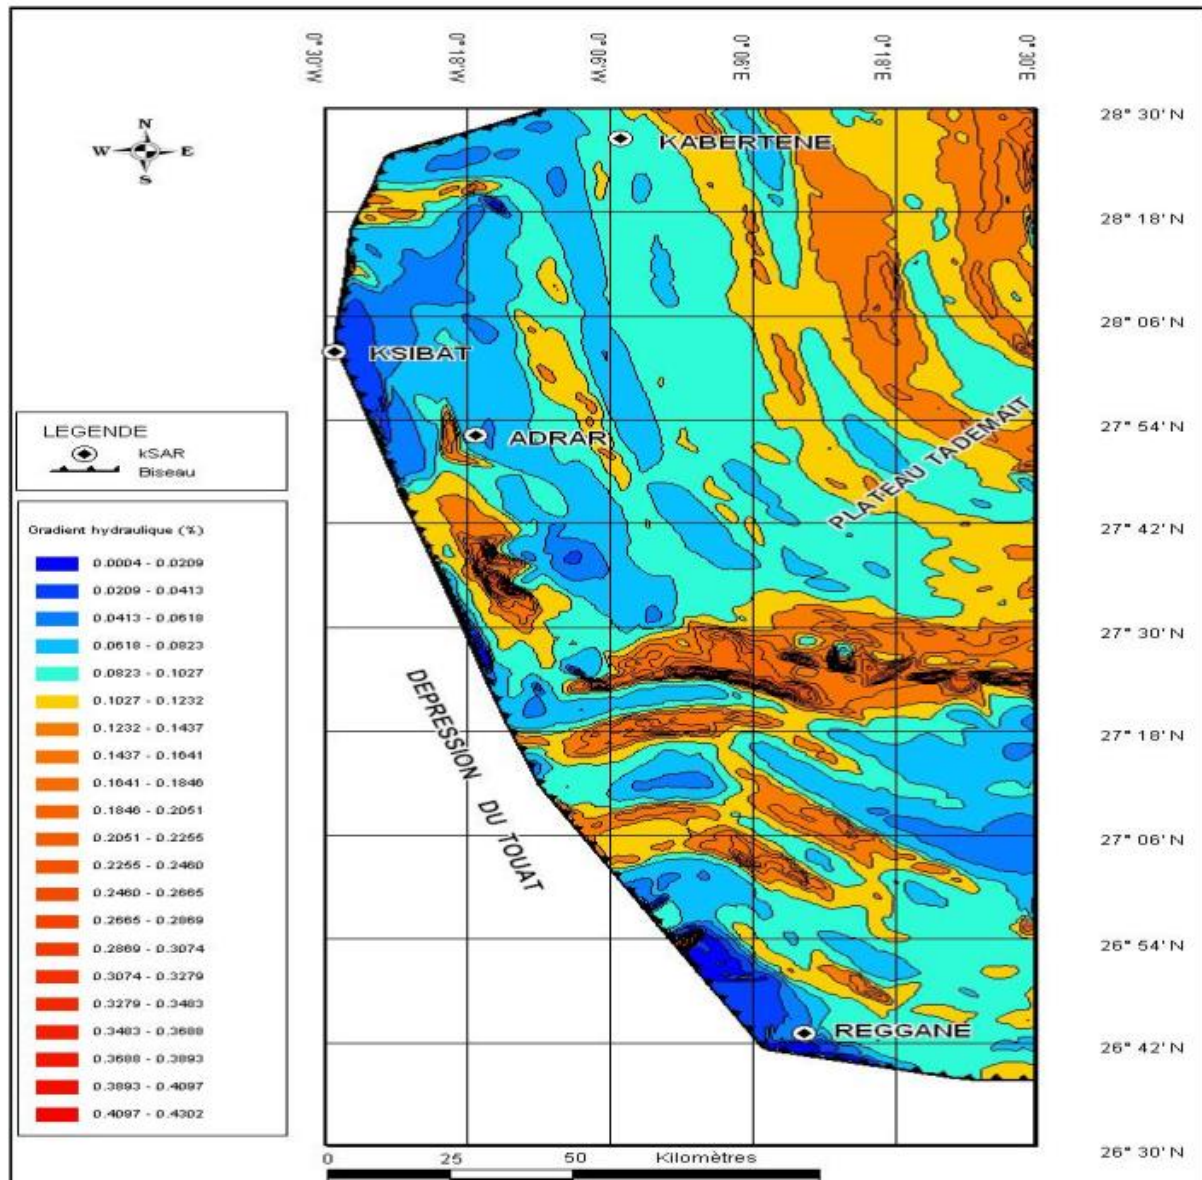 0°30'W
0°18'W
0°06'W
0°06'E
0°18'E
0°30'E
N
W E
S
28° 30' N
28° 18' N
28° 06' N
27° 54' N
27° 42' N
27° 30' N
27° 18' N
27° 06' N
26° 54' N
26° 42' N
26° 30' N
KABERTENE
KSIBAT
ADRAR
PLATEAU TADEMAIT
DEPRESSION DU TOUAT
REGGANE
LEGENDE
kSAR
Biseau
Gradient hydraulique (%)
0.0004 - 0.0209
0.0209 - 0.0413
0.0413 - 0.0618
0.0618 - 0.0823
0.0823 - 0.1027
0.1027 - 0.1232
0.1232 - 0.1437
0.1437 - 0.1641
0.1641 - 0.1846
0.1846 - 0.2051
0.2051 - 0.2255
0.2255 - 0.2460
0.2460 - 0.2665
0.2665 - 0.2869
0.2869 - 0.3074
0.3074 - 0.3279
0.3279 - 0.3483
0.3483 - 0.3688
0.3688 - 0.3893
0.3893 - 0.4097
0.4097 - 0.4302
0 25 50 Kilomètres